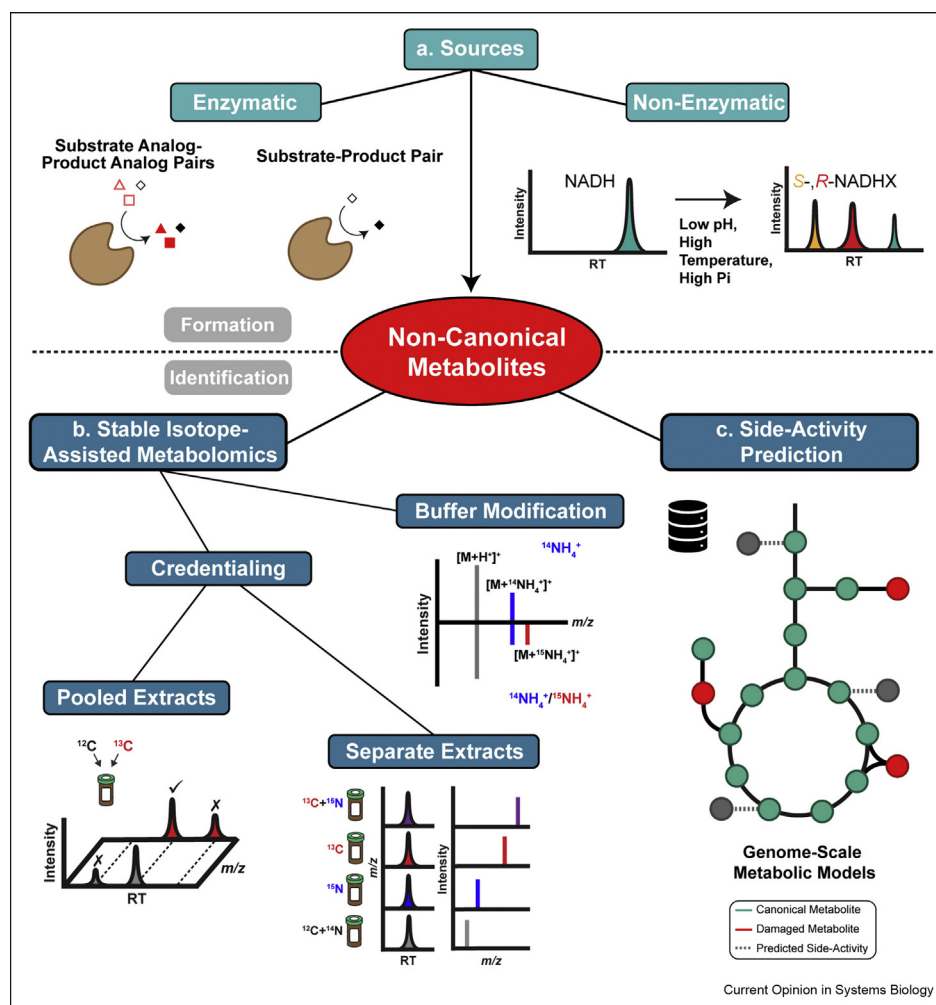 a. Sources
Enzymatic
Non-Enzymatic
Substrate Analog-
Product Analog Pairs
Substrate-Product Pair
Intensity
NADH
RT
Low pH,
High
Temperature,
High Pi
Intensity
S-,R-NADHX
RT
Formation
Non-Canonical
Metabolites
Identification
b. Stable Isotope-
Assisted Metabolomics
c. Side-Activity
Prediction
Buffer Modification
¹⁴NH₄⁺
[M+H⁺]⁺
[M+¹⁴NH₄⁺]⁺
Intensity
m/z
[M+¹⁵NH₄⁺]⁺
¹⁴NH₄⁺/¹⁵NH₄⁺
Credentialing
Pooled Extracts
¹²C
¹³C
✓
✗
✗
Intensity
m/z
RT
Separate Extracts
¹³C+¹⁵N
¹³C
¹⁵N
¹²C+¹⁴N
m/z
RT
Intensity
m/z
Genome-Scale
Metabolic Models
Canonical Metabolite
Damaged Metabolite
Predicted Side-Activity
Current Opinion in Systems Biology